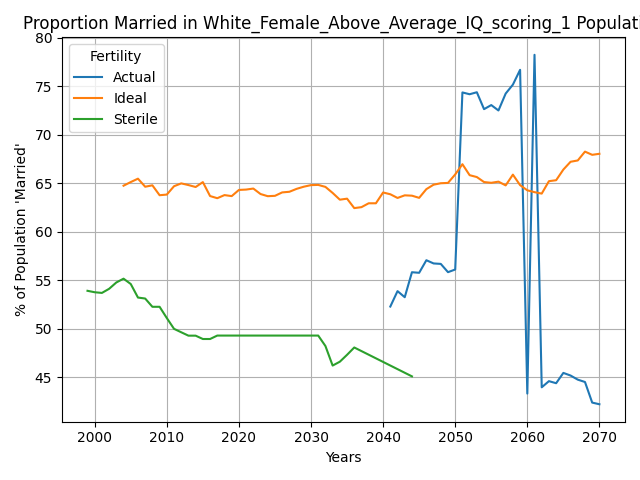 Proportion Married in White_Female_Above_Average_IQ_scoring_1 Populati
% of Population 'Married'
80
75
70
65
60
55
50
45
Fertility
Actual
Ideal
Sterile
2000 2010 2020 2030 2040 2050 2060 2070
Years